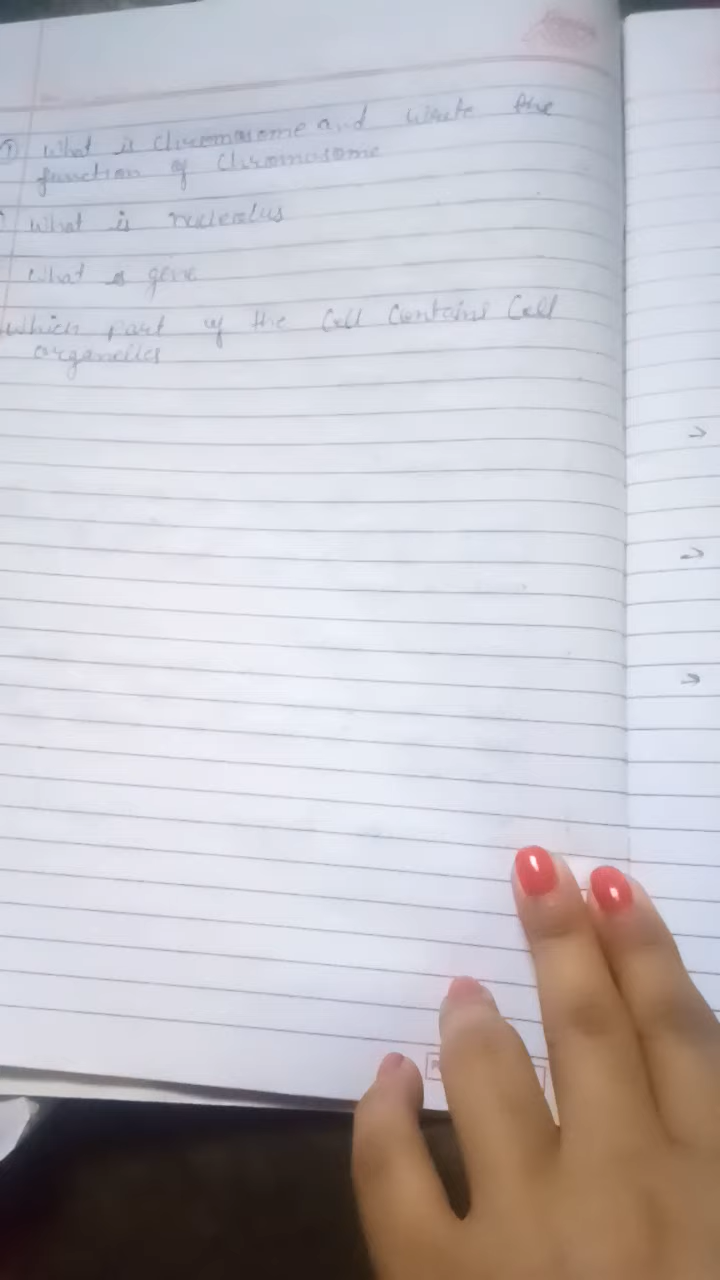 ① What is Chromosome and write the
function of Chromosome
What is nucleolus
What is gene
Which part of the Cell Contains Cell
organelles
→
→
→